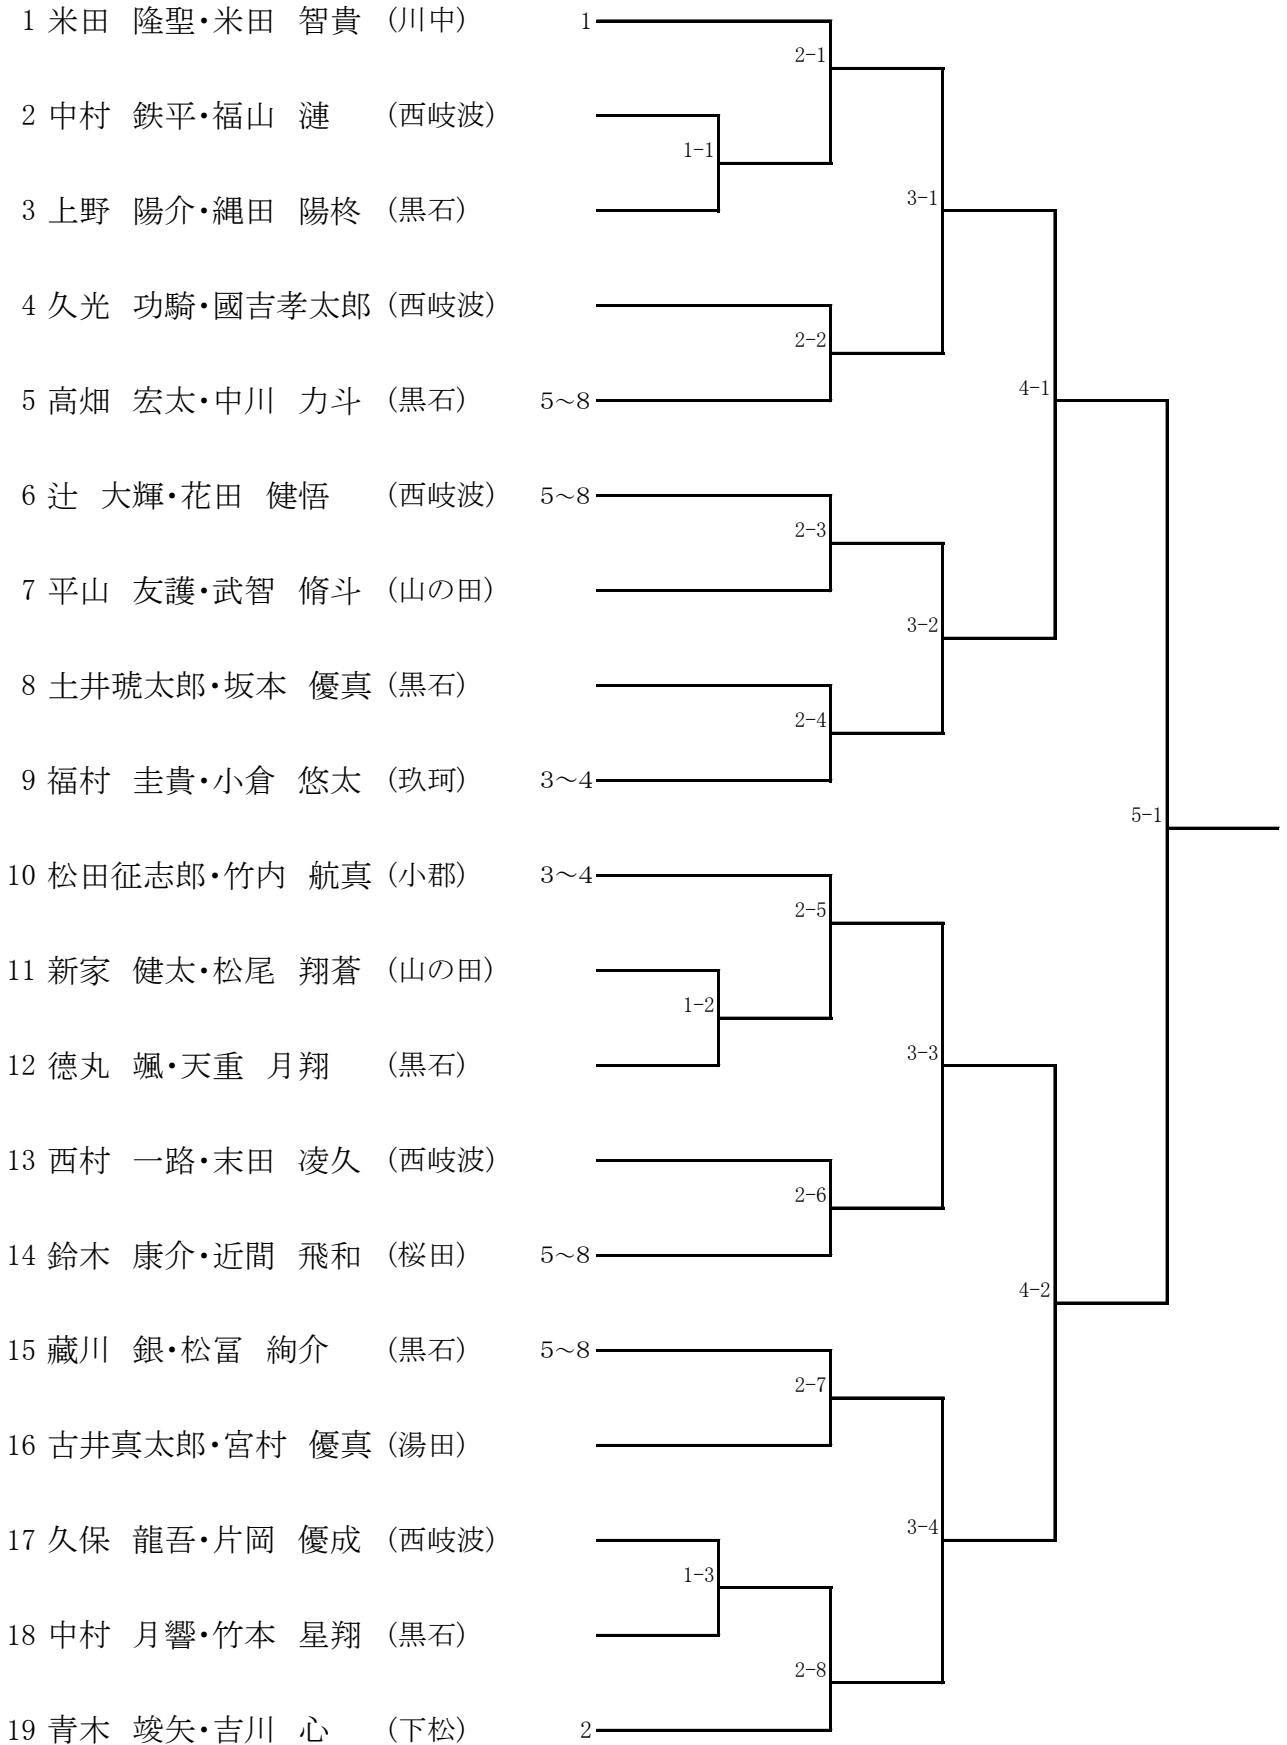 1 米田 隆聖・米田 智貴 (川中) 1
2-1
2 中村 鉄平・福山 漣 (西岐波)
1-1
3 上野 陽介・縄田 陽柊 (黒石)
3-1
4 久光 功騎・國吉孝太郎 (西岐波)
2-2
5 高畑 宏太・中川 力斗 (黒石) 5～8
4-1
6 辻 大輝・花田 健悟 (西岐波) 5～8
2-3
7 平山 友護・武智 脩斗 (山の田)
3-2
8 土井琥太郎・坂本 優真 (黒石)
2-4
9 福村 圭貴・小倉 悠太 (玖珂) 3～4
5-1
10 松田征志郎・竹内 航真 (小郡) 3～4
2-5
11 新家 健太・松尾 翔蒼 (山の田)
1-2
12 德丸 颯・天重 月翔 (黒石)
3-3
13 西村 一路・末田 凌久 (西岐波)
2-6
14 鈴木 康介・近間 飛和 (桜田) 5～8
4-2
15 藏川 銀・松冨 絢介 (黒石) 5～8
2-7
16 古井真太郎・宮村 優真 (湯田)
3-4
17 久保 龍吾・片岡 優成 (西岐波)
1-3
18 中村 月響・竹本 星翔 (黒石)
2-8
19 青木 竣矢・吉川 心 (下松) 2